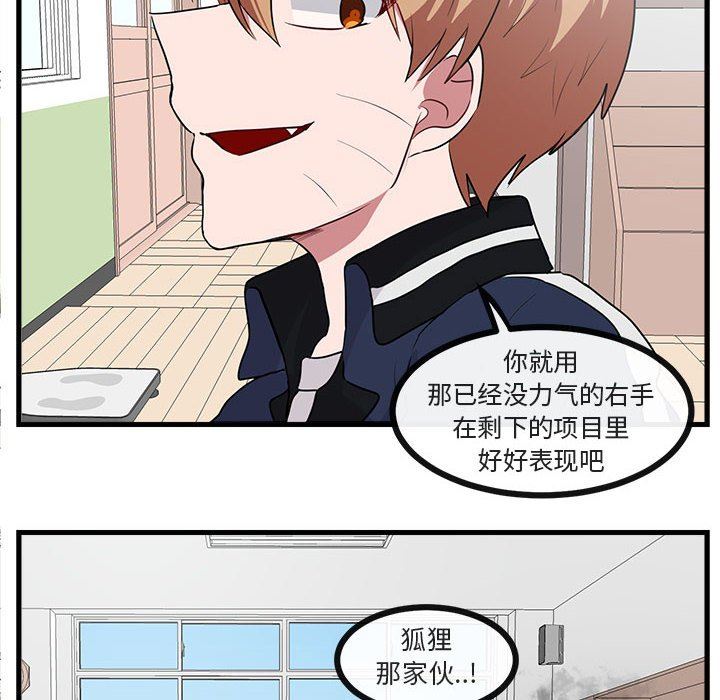 你就用
那已经没力气的右手
在剩下的项目里
好好表现吧
狐狸
那家伙..!